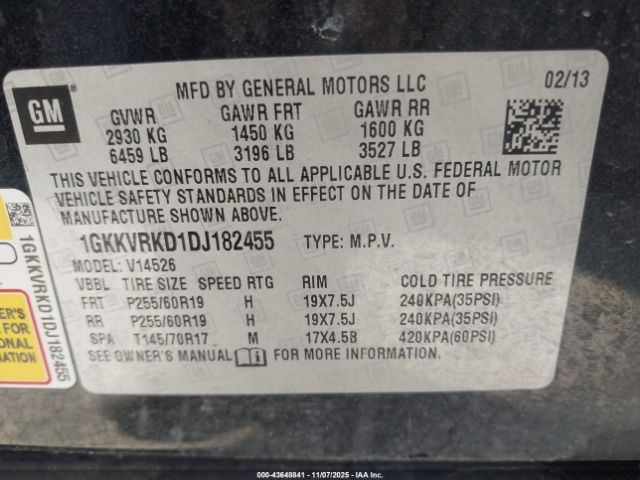 MFD BY GENERAL MOTORS LLC 02/13
GM
GVWR GAWR FRT GAWR RR
2930 KG 1450 KG 1600 KG
6459 LB 3196 LB 3527 LB
THIS VEHICLE CONFORMS TO ALL APPLICABLE U.S. FEDERAL MOTOR
VEHICLE SAFETY STANDARDS IN EFFECT ON THE DATE OF
MANUFACTURE SHOWN ABOVE.
1GKKVRKD1DJ182455 TYPE: M.P.V.
MODEL: V14526
VBBL TIRE SIZE SPEED RTG RIM COLD TIRE PRESSURE
FRT P255/60R19 H 19X7.5J 240KPA(35PSI)
RR P255/60R19 H 19X7.5J 240KPA(35PSI)
SPA T145/70R17 M 17X4.5B 420KPA(60PSI)
SEE OWNER'S MANUAL FOR MORE INFORMATION.
1GKKVRKD1DJ182455
FOR
ONAL
ATION
000-43648841 - 11/07/2025 - IAA Inc.